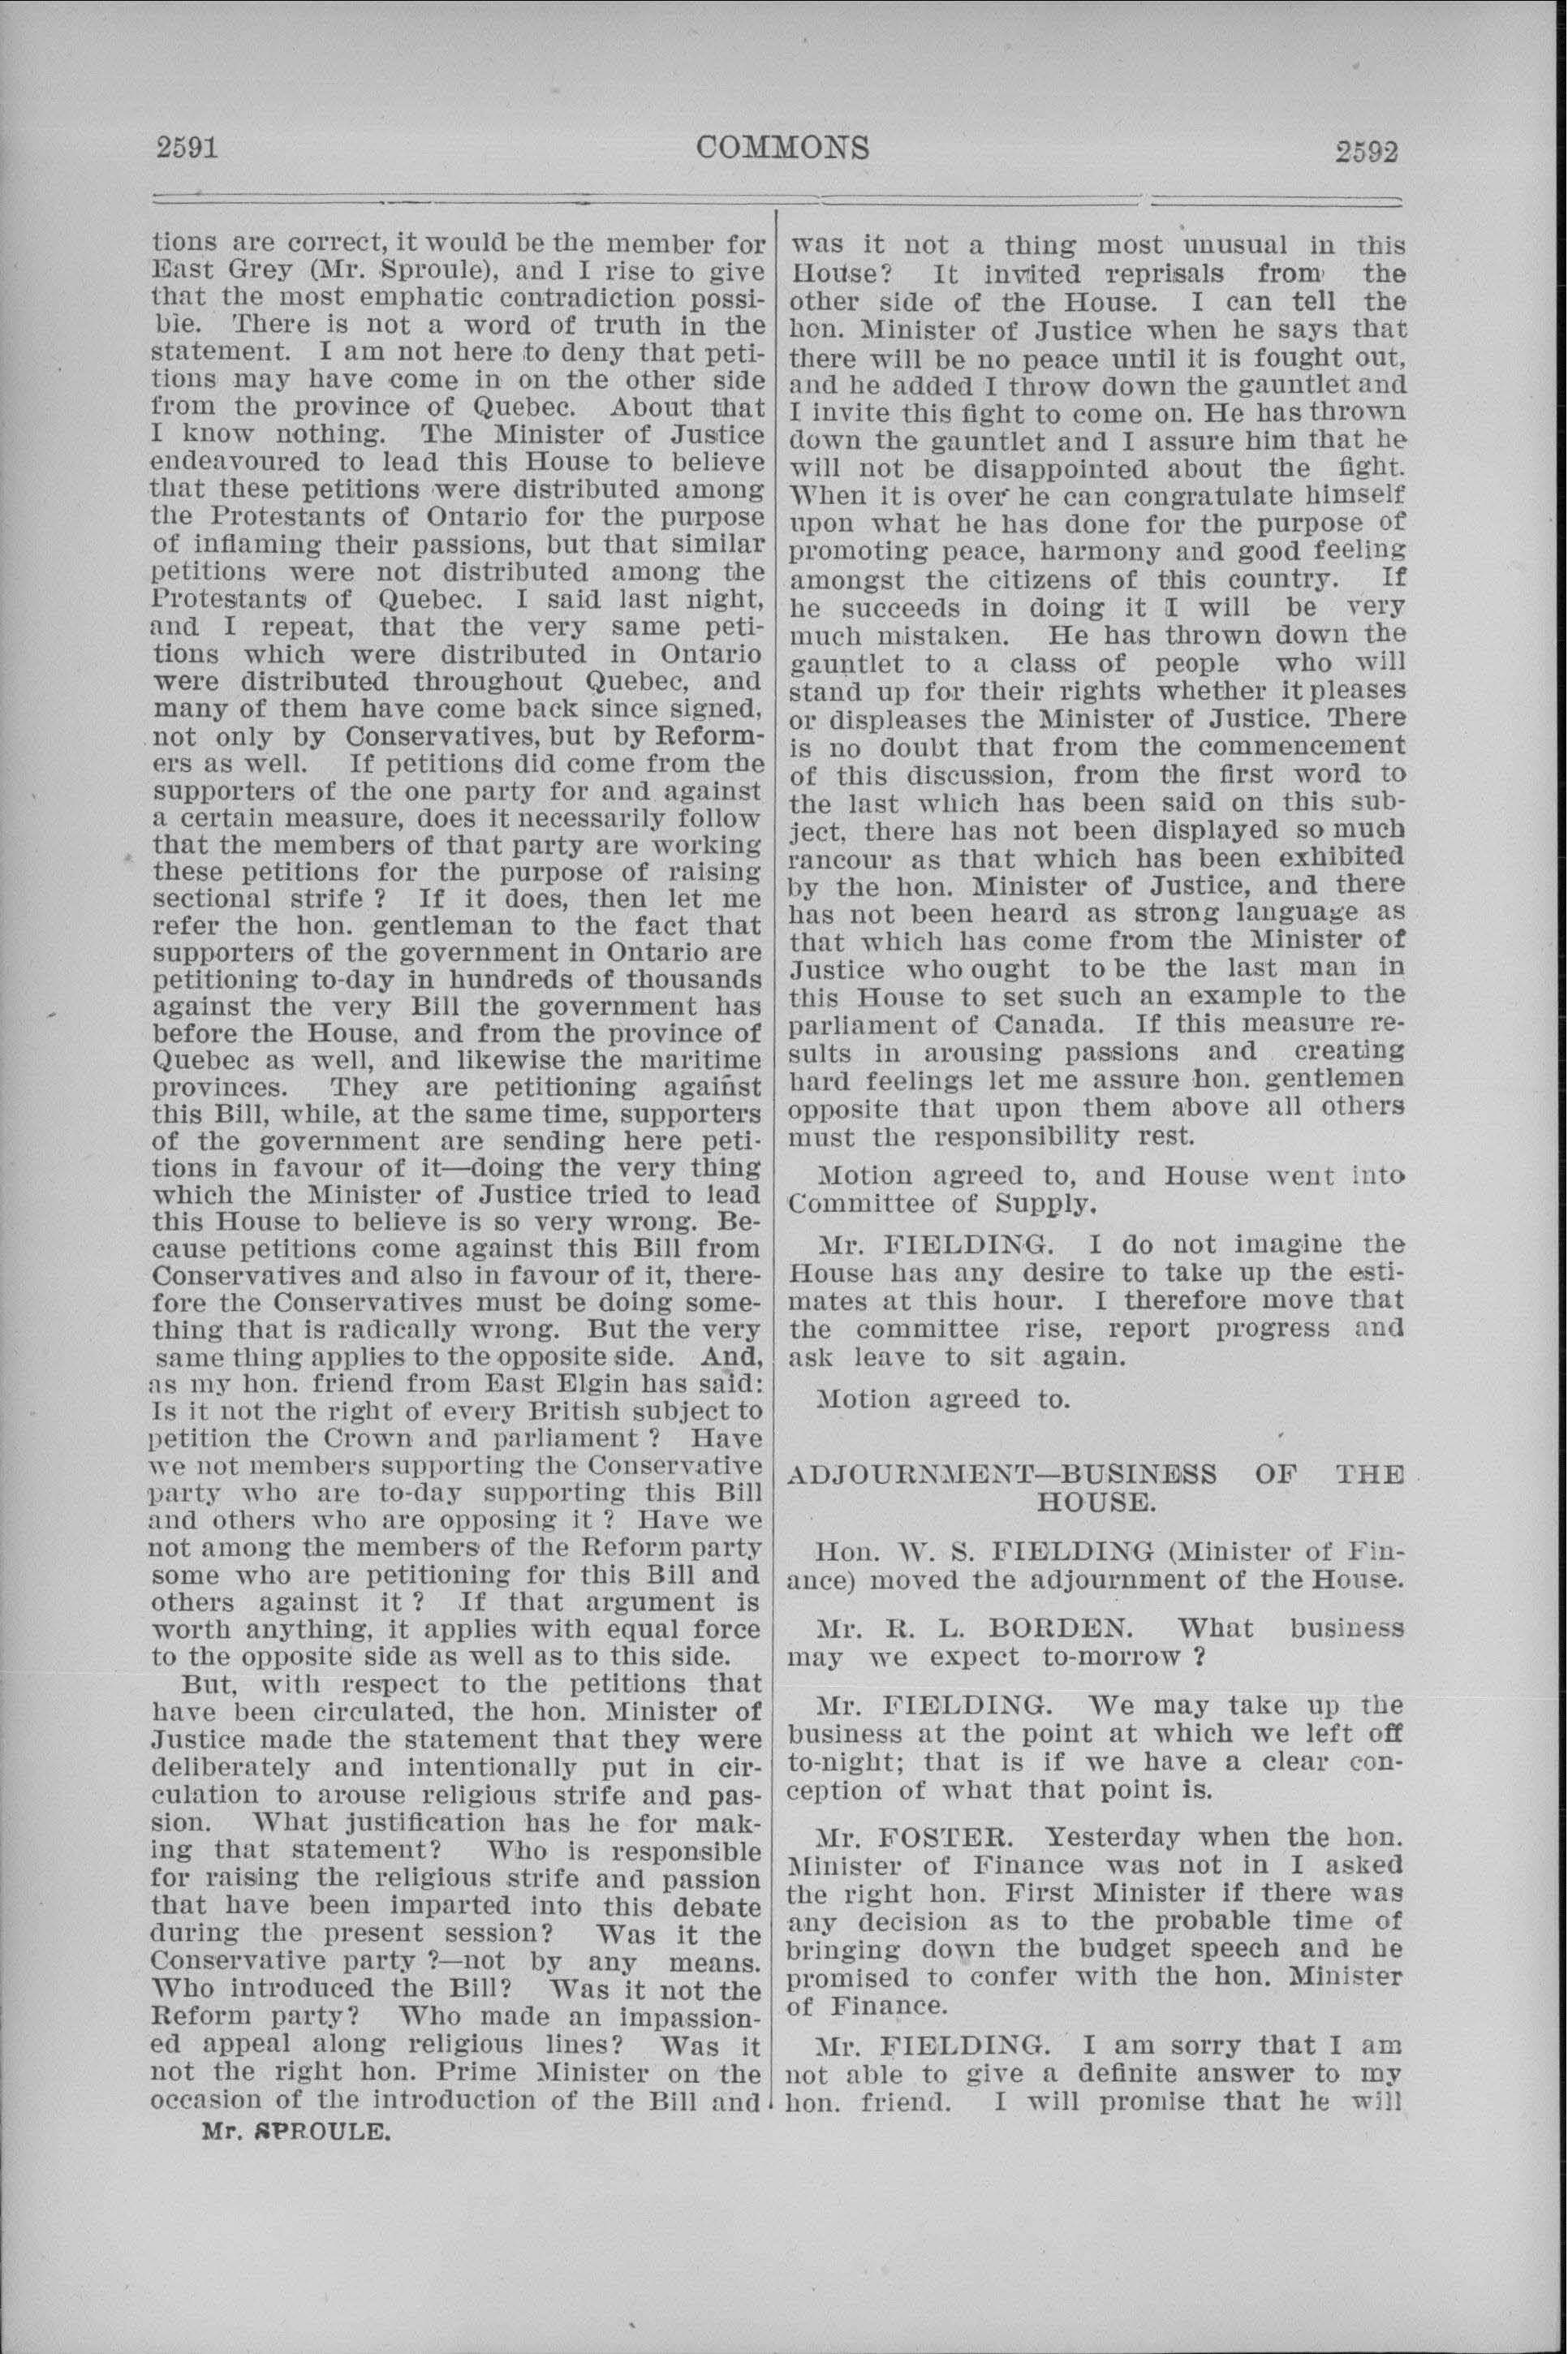 2591
COMMONS
2592
tions are correct, it would be the member for
East Grey (Mr. Sproule), and I rise to give
that the most emphatic contradiction possi-
ble. There is not a word of truth in the
statement. I am not here to deny that peti-
tions may have come in on the other side
from the province of Quebec. About that
I know nothing. The Minister of Justice
endeavoured to lead this House to believe
that these petitions were distributed among
the Protestants of Ontario for the purpose
of inflaming their passions, but that similar
petitions were not distributed among the
Protestants of Quebec. I said last night,
and I repeat, that the very same peti-
tions which were distributed in Ontario
were distributed throughout Quebec, and
many of them have come back since signed,
not only by Conservatives, but by Reform-
ers as well. If petitions did come from the
supporters of the one party for and against
a certain measure, does it necessarily follow
that the members of that party are working
these petitions for the purpose of raising
sectional strife ? If it does, then let me
refer the hon. gentleman to the fact that
supporters of the government in Ontario are
petitioning to-day in hundreds of thousands
against the very Bill the government has
before the House, and from the province of
Quebec as well, and likewise the maritime
provinces. They are petitioning against
this Bill, while, at the same time, supporters
of the government are sending here peti-
tions in favour of it—doing the very thing
which the Minister of Justice tried to lead
this House to believe is so very wrong. Be-
cause petitions come against this Bill from
Conservatives and also in favour of it, there-
fore the Conservatives must be doing some-
thing that is radically wrong. But the very
same thing applies to the opposite side. And,
as my hon. friend from East Elgin has said:
Is it not the right of every British subject to
petition the Crown and parliament ? Have
we not members supporting the Conservative
party who are to-day supporting this Bill
and others who are opposing it ? Have we
not among the members of the Reform party
some who are petitioning for this Bill and
others against it ? If that argument is
worth anything, it applies with equal force
to the opposite side as well as to this side.
But, with respect to the petitions that
have been circulated, the hon. Minister of
Justice made the statement that they were
deliberately and intentionally put in cir-
culation to arouse religious strife and pas-
sion. What justification has he for mak-
ing that statement? Who is responsible
for raising the religious strife and passion
that have been imparted into this debate
during the present session? Was it the
Conservative party ?—not by any means.
Who introduced the Bill? Was it not the
Reform party? Who made an impassion-
ed appeal along religious lines? Was it
not the right hon. Prime Minister on the
occasion of the introduction of the Bill and
Mr. SPROULE.
was it not a thing most unusual in this
House? It invited reprisals from the
other side of the House. I can tell the
hon. Minister of Justice when he says that
there will be no peace until it is fought out,
and he added I throw down the gauntlet and
I invite this fight to come on. He has thrown
down the gauntlet and I assure him that he
will not be disappointed about the fight.
When it is over he can congratulate himself
upon what he has done for the purpose of
promoting peace, harmony and good feeling
amongst the citizens of this country. If
he succeeds in doing it I will be very
much mistaken. He has thrown down the
gauntlet to a class of people who will
stand up for their rights whether it pleases
or displeases the Minister of Justice. There
is no doubt that from the commencement
of this discussion, from the first word to
the last which has been said on this sub-
ject, there has not been displayed so much
rancour as that which has been exhibited
by the hon. Minister of Justice, and there
has not been heard as strong language as
that which has come from the Minister of
Justice who ought to be the last man in
this House to set such an example to the
parliament of Canada. If this measure re-
sults in arousing passions and creating
hard feelings let me assure hon. gentlemen
opposite that upon them above all others
must the responsibility rest.
Motion agreed to, and House went into
Committee of Supply.
Mr. FIELDING. I do not imagine the
House has any desire to take up the esti-
mates at this hour. I therefore move that
the committee rise, report progress and
ask leave to sit again.
Motion agreed to.
ADJOURNMENT—BUSINESS OF THE
HOUSE.
Hon. W. S. FIELDING (Minister of Fin-
ance) moved the adjournment of the House.
Mr. R. L. BORDEN. What business
may we expect to-morrow ?
Mr. FIELDING. We may take up the
business at the point at which we left off
to-night; that is if we have a clear con-
ception of what that point is.
Mr. FOSTER. Yesterday when the hon.
Minister of Finance was not in I asked
the right hon. First Minister if there was
any decision as to the probable time of
bringing down the budget speech and he
promised to confer with the hon. Minister
of Finance.
Mr. FIELDING. I am sorry that I am
not able to give a definite answer to my
hon. friend. I will promise that he will